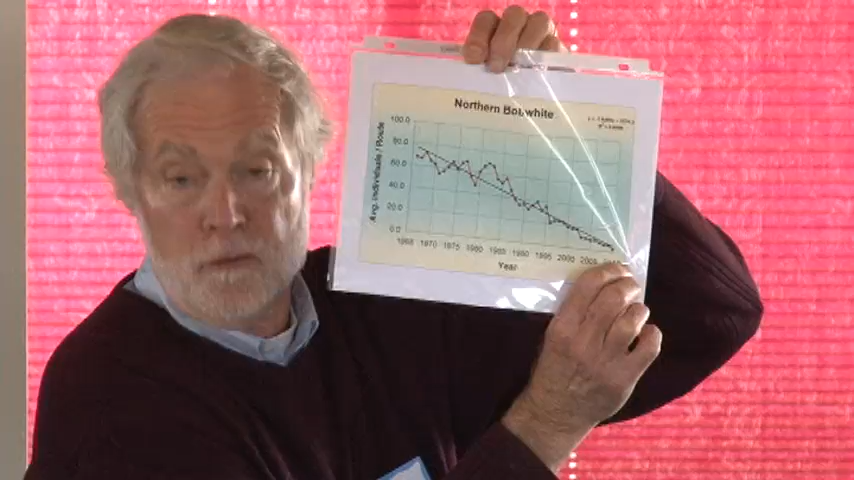 Northern Bobwhite
100.0
80.0
60.0
40.0
20.0
0.0
Avg. Individuals / Route
1965 1970 1975 1980 1985 1990 1995 2000 2005
Year